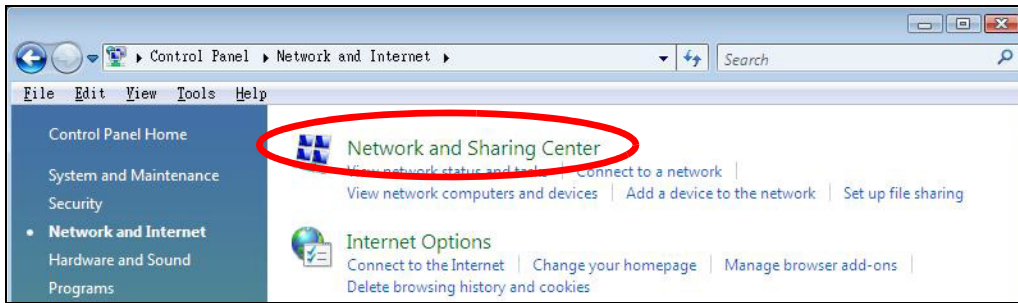 Control Panel Network and Internet Search
File Edit View Tools Help
Control Panel Home
System and Maintenance
Security
Network and Internet
Hardware and Sound
Programs
Network and Sharing Center
View network status and tasks Connect to a network
View network computers and devices Add a device to the network Set up file sharing
Internet Options
Connect to the Internet Change your homepage Manage browser add-ons
Delete browsing history and cookies